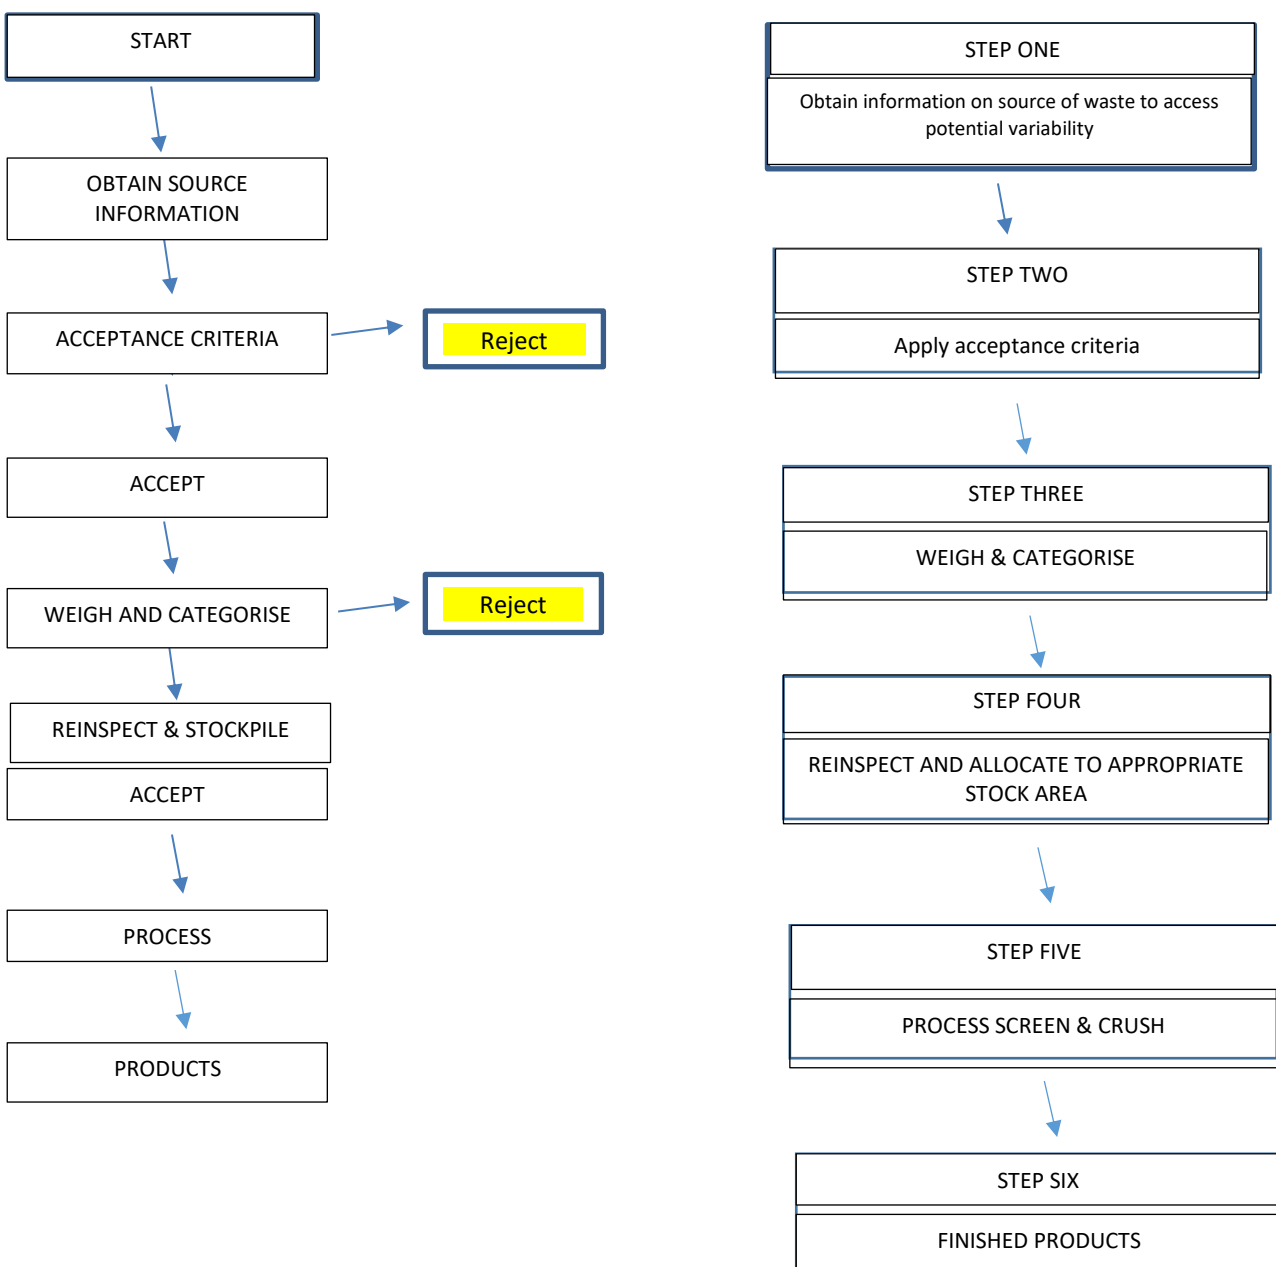 START
OBTAIN SOURCE
INFORMATION
ACCEPTANCE CRITERIA
Reject
ACCEPT
WEIGH AND CATEGORISE
Reject
REINSPECT & STOCKPILE
ACCEPT
PROCESS
PRODUCTS
STEP ONE
Obtain information on source of waste to access
potential variability
STEP TWO
Apply acceptance criteria
STEP THREE
WEIGH & CATEGORISE
STEP FOUR
REINSPECT AND ALLOCATE TO APPROPRIATE
STOCK AREA
STEP FIVE
PROCESS SCREEN & CRUSH
STEP SIX
FINISHED PRODUCTS